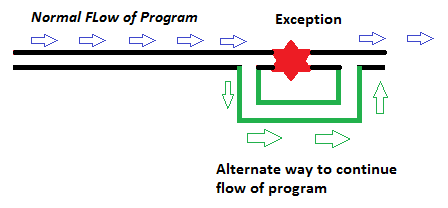 Normal FLow of Program
Exception
Alternate way to continue
flow of program